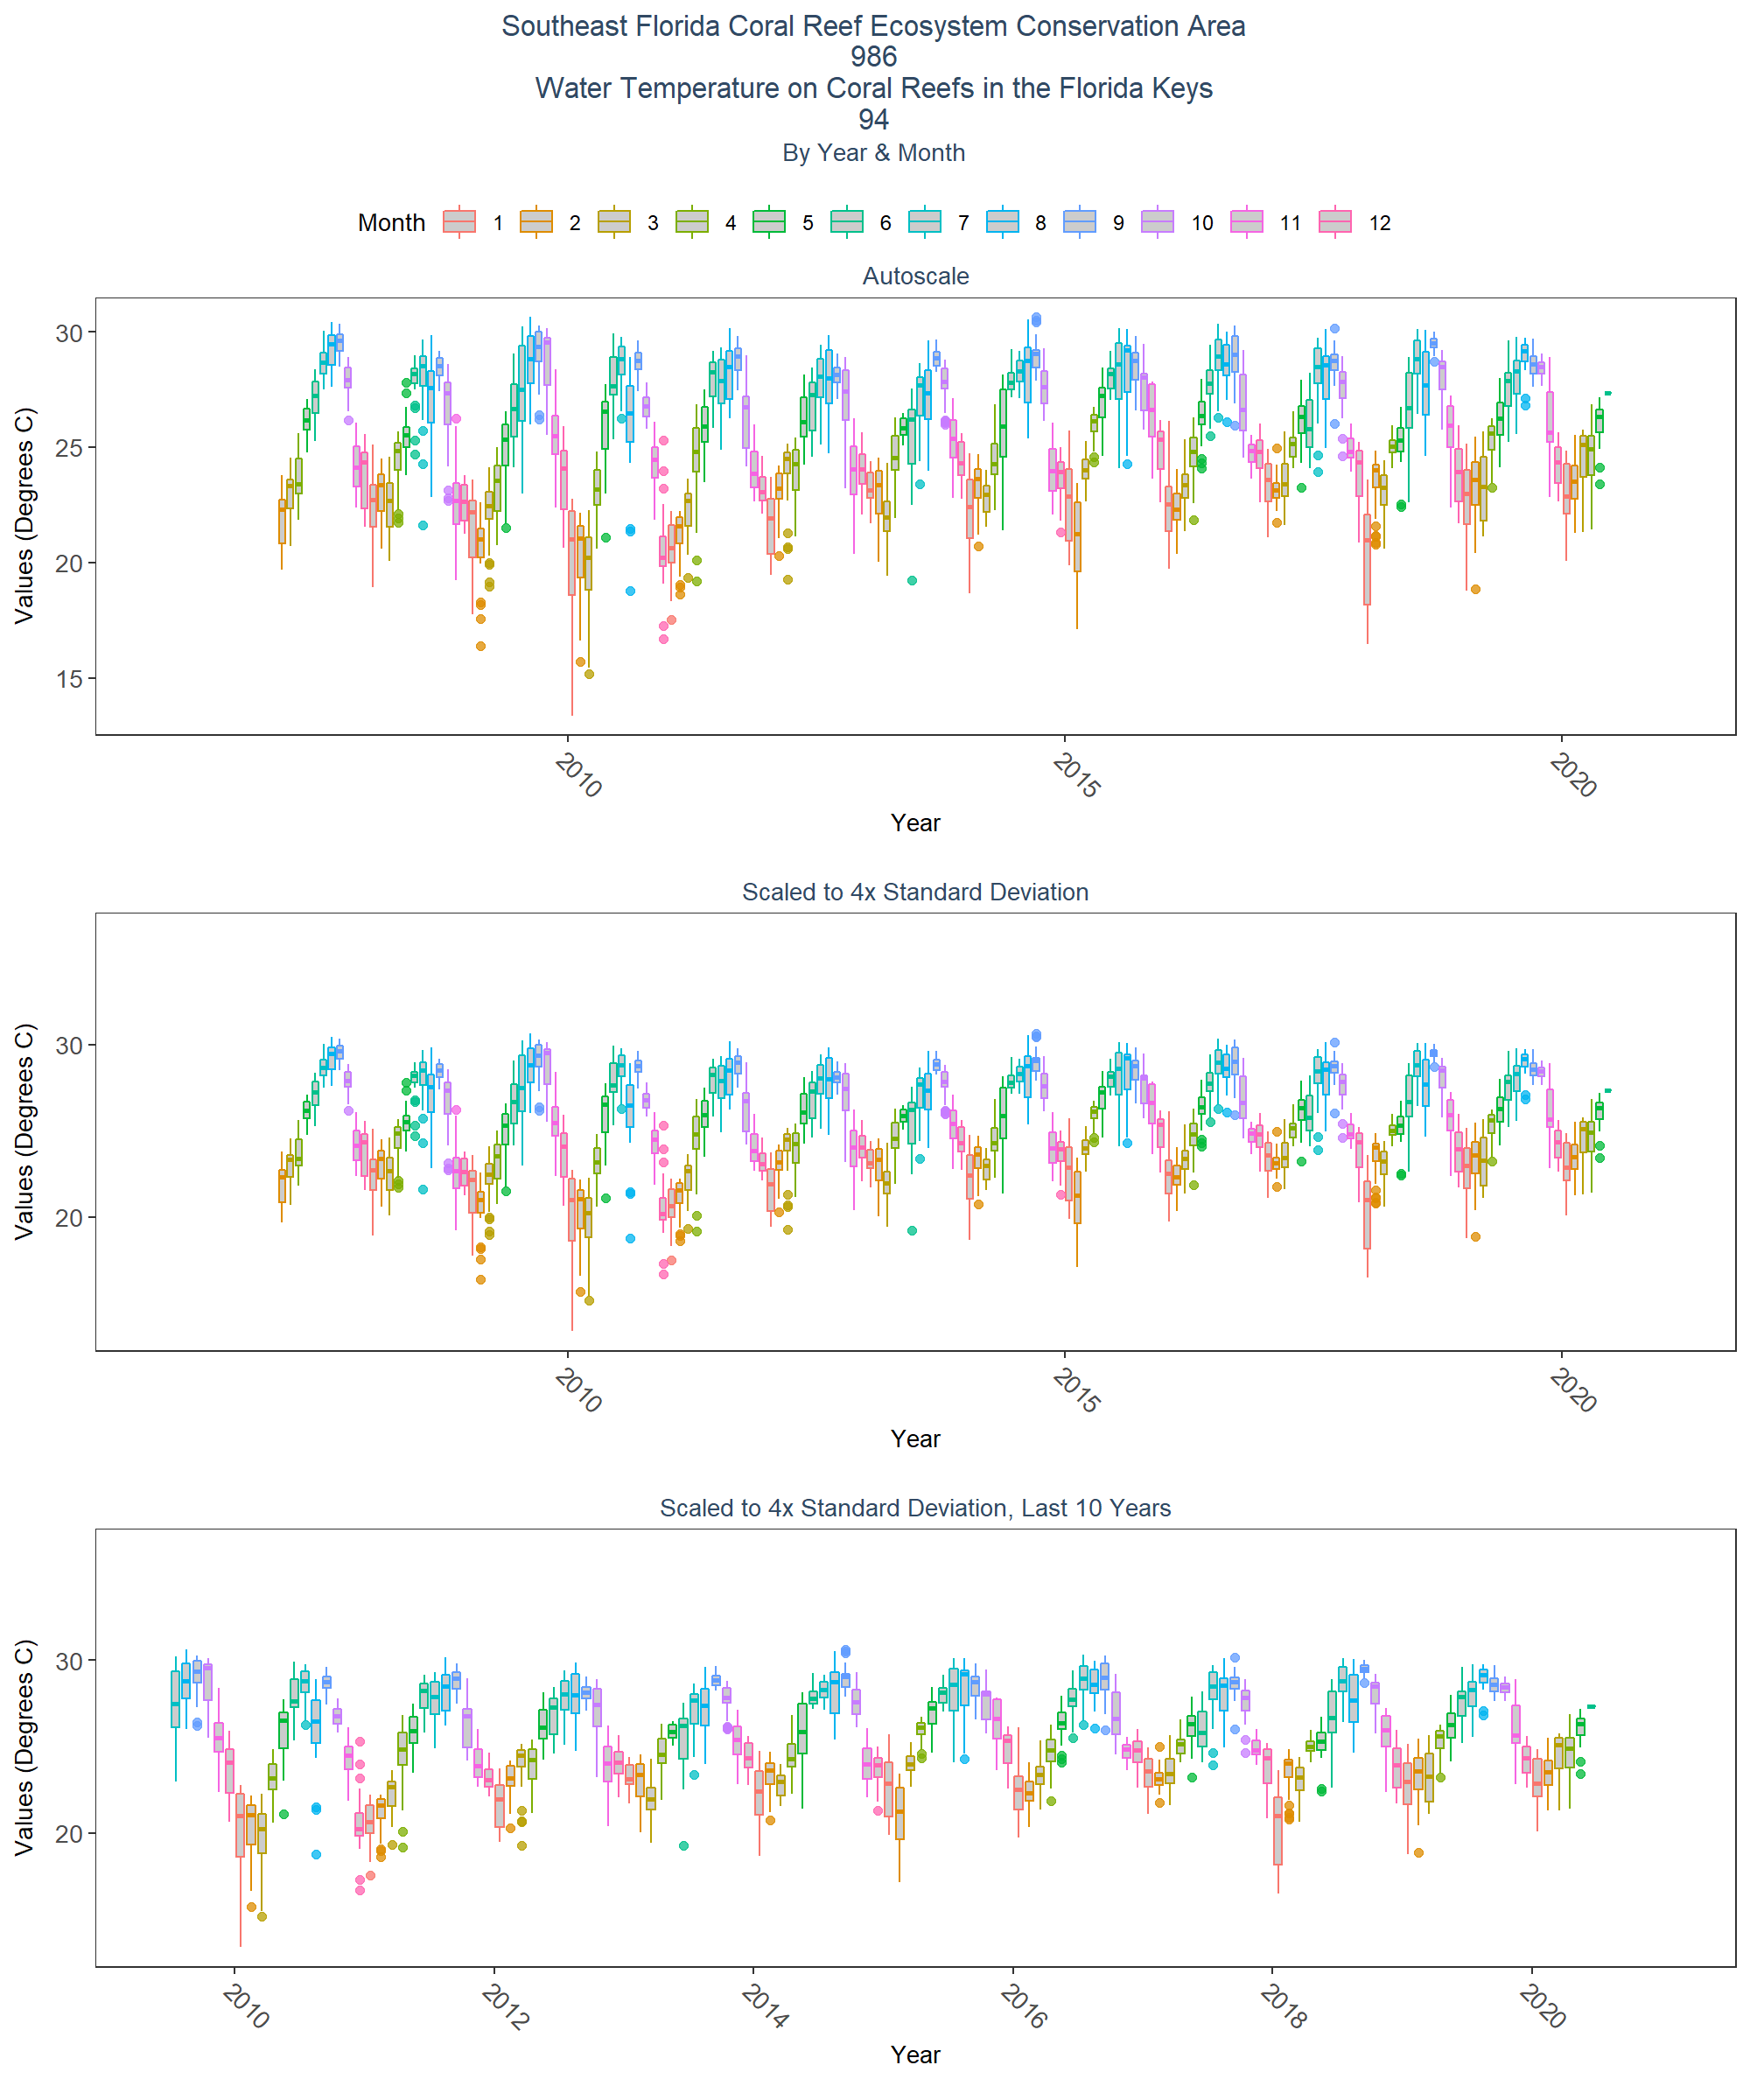 Southeast Florida Coral Reef Ecosystem Conservation Area
986
Water Temperature on Coral Reefs in the Florida Keys
94
By Year & Month
Month 1 2 3 4 5 6 7 8 9 10 11 12
Autoscale
Values (Degrees C)
30
25
20
15
2010 2015 2020
Year
Scaled to 4x Standard Deviation
Values (Degrees C)
30
20
2010 2015 2020
Year
Scaled to 4x Standard Deviation, Last 10 Years
Values (Degrees C)
30
20
2010 2012 2014 2016 2018 2020
Year